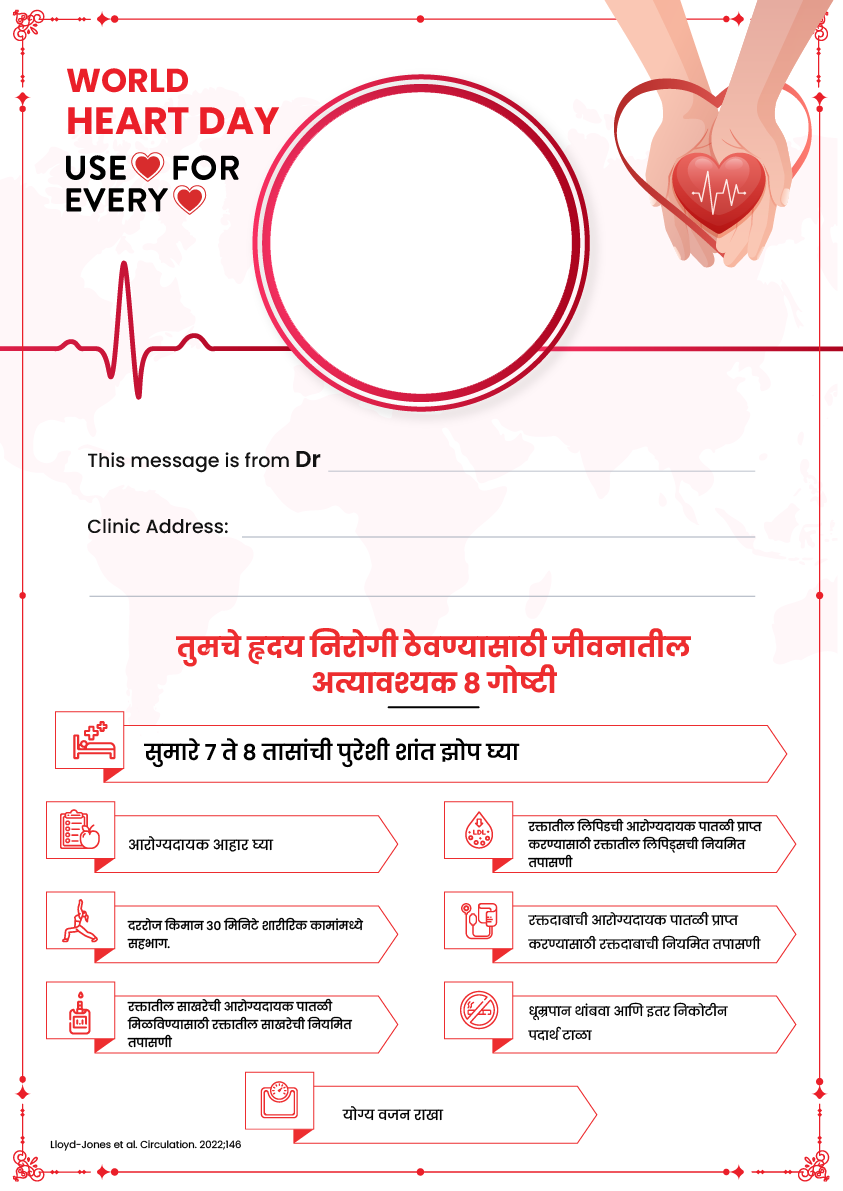 WORLD
HEART DAY
USE FOR
EVERY
This message is from Dr
Clinic Address:
तुमचे हृदय निरोगी ठेवण्यासाठी जीवनातील
अत्यावश्यक 8 गोष्टी
सुमारे 7 ते 8 तासांची पुरेशी शांत झोप घ्या
आरोग्यदायक आहार घ्या
LDL
रक्तातील लिपिडची आरोग्यदायक पातळी प्राप्त
करण्यासाठी रक्तातील लिपिड्सची नियमित
तपासणी
दररोज किमान 30 मिनिटे शारीरिक कामांमध्ये
सहभाग.
रक्तदाबाची आरोग्यदायक पातळी प्राप्त
करण्यासाठी रक्तदाबाची नियमित तपासणी
रक्तातील साखरेची आरोग्यदायक पातळी
मिळविण्यासाठी रक्तातील साखरेची नियमित
तपासणी
धूम्रपान थांबवा आणि इतर निकोटीन
पदार्थ टाळा
योग्य वजन राखा
Lloyd-Jones et al. Circulation. 2022;146